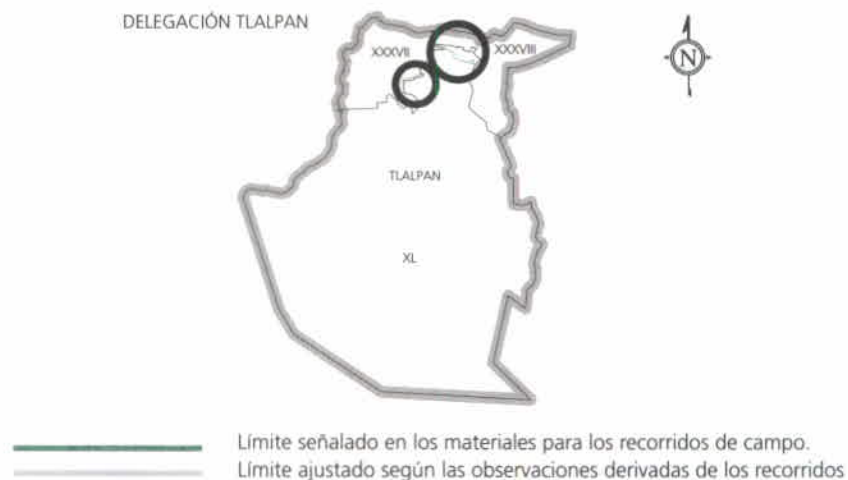 DELEGACIÓN TLALPAN
XXXVII
XXXVIII
N
TLALPAN
XL
Límite señalado en los materiales para los recorridos de campo.
Límite ajustado según las observaciones derivadas de los recorridos